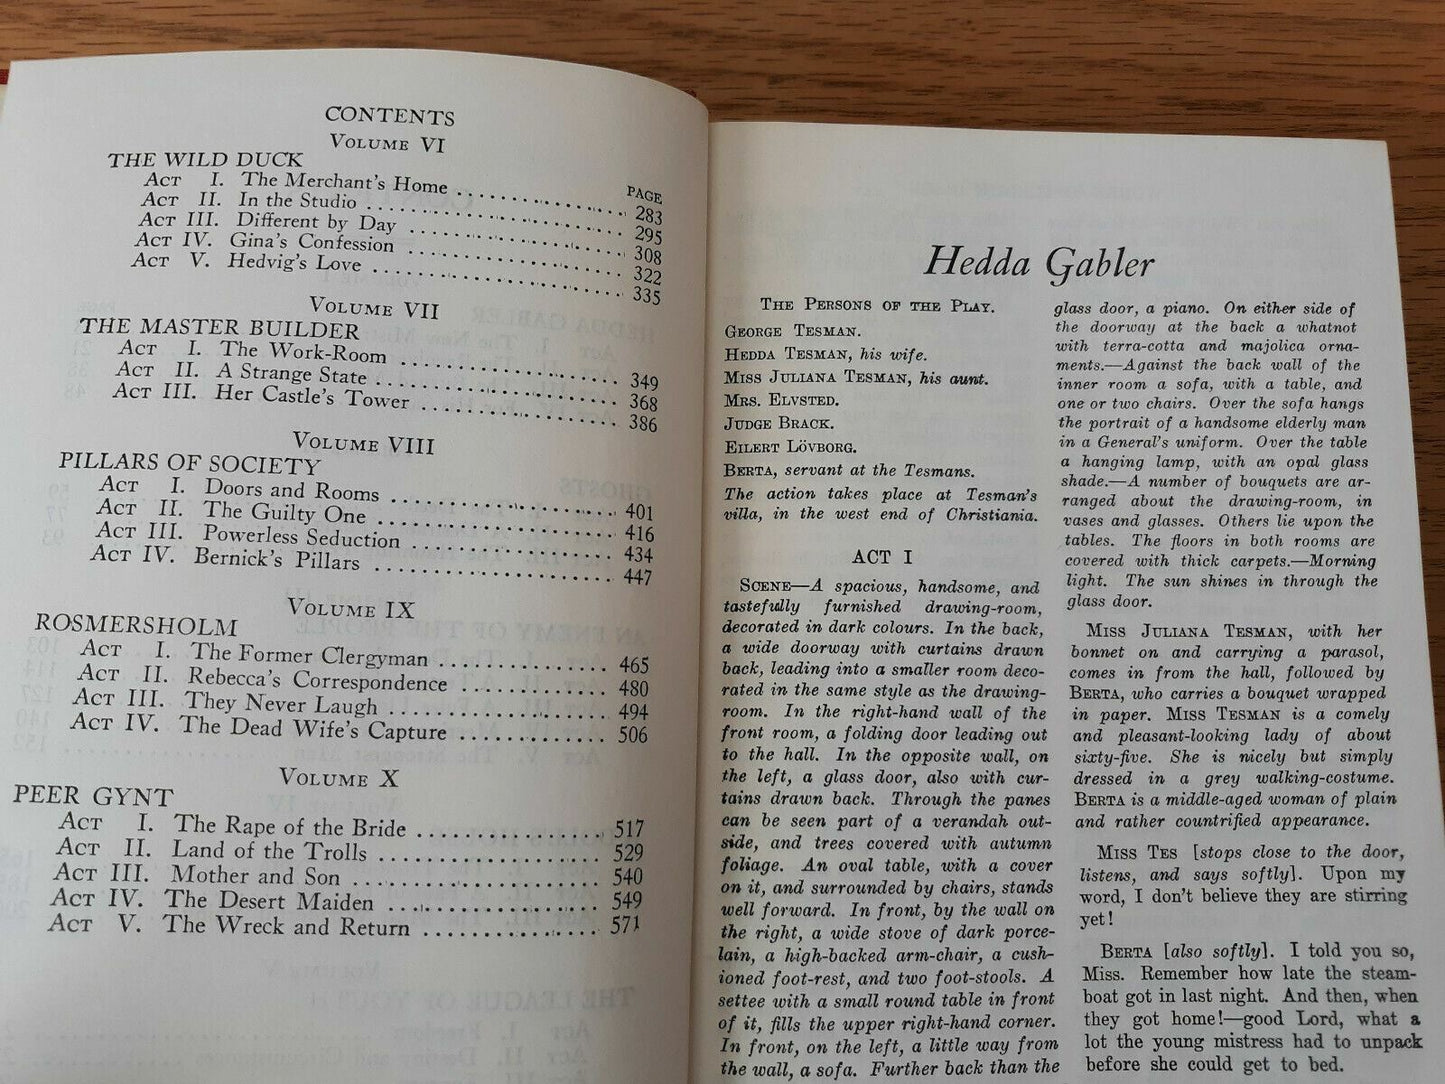 CONTENTS
VOLUME VI
THE WILD DUCK
PAGE
ACT I. The Merchant's Home 283
ACT II. In the Studio 295
ACT III. Different by Day 308
ACT IV. Gina's Confession 322
ACT V. Hedvig's Love 335
VOLUME VII
THE MASTER BUILDER
ACT I. The Work-Room 349
ACT II. A Strange State 368
ACT III. Her Castle's Tower 386
VOLUME VIII
PILLARS OF SOCIETY
ACT I. Doors and Rooms 401
ACT II. The Guilty One 416
ACT III. Powerless Seduction 434
ACT IV. Bernick's Pillars 447
VOLUME IX
ROSMERSHOLM
ACT I. The Former Clergyman 465
ACT II. Rebecca's Correspondence 480
ACT III. They Never Laugh 494
ACT IV. The Dead Wife's Capture 506
VOLUME X
PEER GYNT
ACT I. The Rape of the Bride 517
ACT II. Land of the Trolls 529
ACT III. Mother and Son 540
ACT IV. The Desert Maiden 549
ACT V. The Wreck and Return 571
Hedda Gabler
THE PERSONS OF THE PLAY.
GEORGE TESMAN.
HEDDA TESMAN, his wife.
MISS JULIANA TESMAN, his aunt.
MRS. ELVSTED.
JUDGE BRACK.
EILERT LÖVBORG.
BERTA, servant at the Tesmans.
The action takes place at Tesman's
villa, in the west end of Christiania.
ACT I
SCENE—A spacious, handsome, and
tastefully furnished drawing-room,
decorated in dark colours. In the back,
a wide doorway with curtains drawn
back, leading into a smaller room deco-
rated in the same style as the drawing-
room. In the right-hand wall of the
front room, a folding door leading out
to the hall. In the opposite wall, on
the left, a glass door, also with cur-
tains drawn back. Through the panes
can be seen part of a verandah out-
side, and trees covered with autumn
foliage. An oval table, with a cover
on it, and surrounded by chairs, stands
well forward. In front, by the wall on
the right, a wide stove of dark porce-
lain, a high-backed arm-chair, a cush-
ioned foot-rest, and two foot-stools. A
settee with a small round table in front
of it, fills the upper right-hand corner.
In front, on the left, a little way from
the wall, a sofa. Further back than the
glass door, a piano. On either side of
the doorway at the back a whatnot
with terra-cotta and majolica orna-
ments.—Against the back wall of the
inner room a sofa, with a table, and
one or two chairs. Over the sofa hangs
the portrait of a handsome elderly man
in a General's uniform. Over the table
a hanging lamp, with an opal glass
shade.—A number of bouquets are ar-
ranged about the drawing-room, in
vases and glasses. Others lie upon the
tables. The floors in both rooms are
covered with thick carpets.—Morning
light. The sun shines in through the
glass door.
MISS JULIANA TESMAN, with her
bonnet on and carrying a parasol,
comes in from the hall, followed by
BERTA, who carries a bouquet wrapped
in paper. MISS TESMAN is a comely
and pleasant-looking lady of about
sixty-five. She is nicely but simply
dressed in a grey walking-costume.
BERTA is a middle-aged woman of plain
and rather countrified appearance.
MISS TES [stops close to the door,
listens, and says softly]. Upon my
word, I don't believe they are stirring
yet!
BERTA [also softly]. I told you so,
Miss. Remember how late the steam-
boat got in last night. And then, when
they got home!—good Lord, what a
lot the young mistress had to unpack
before she could get to bed.